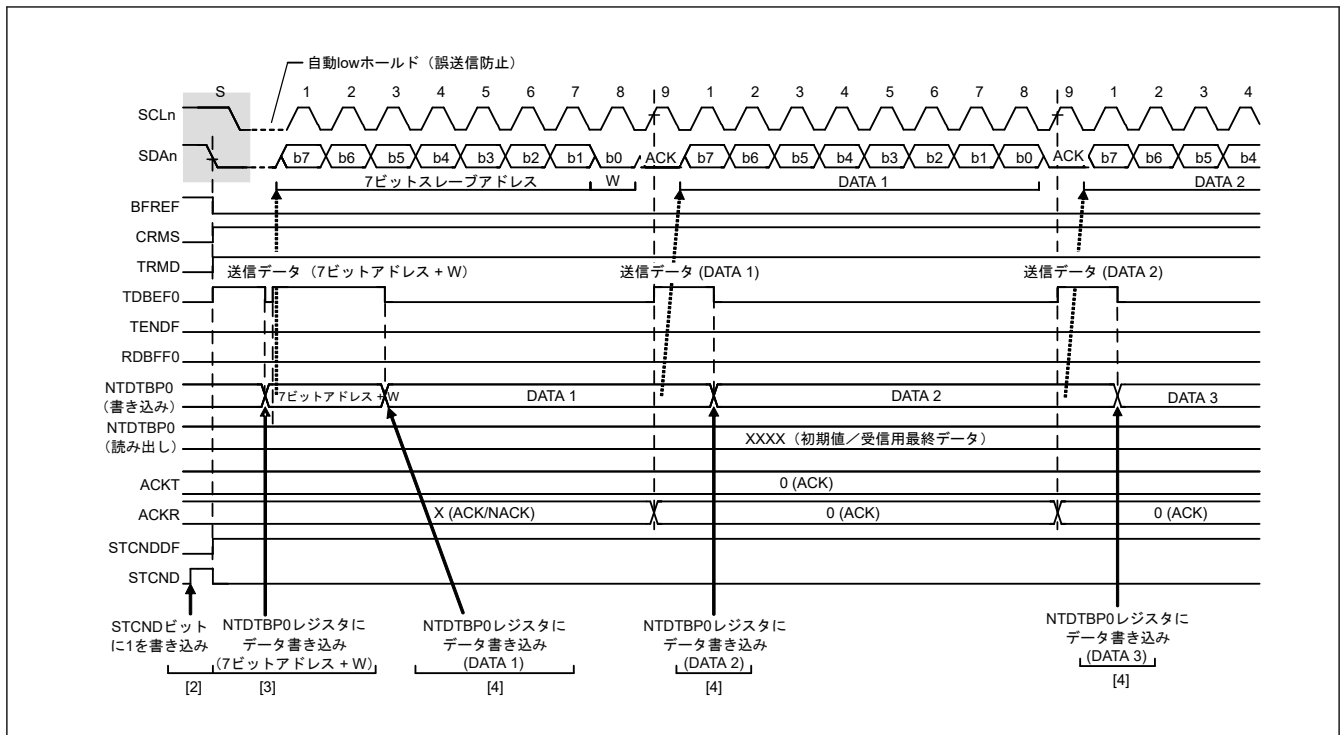 自動lowホールド（誤送信防止）
S 1 2 3 4 5 6 7 8 9 1 2 3 4 5 6 7 8 9 1 2 3 4
SCLn
SDAn b7 b6 b5 b4 b3 b2 b1 b0 ACK b7 b6 b5 b4 b3 b2 b1 b0 ACK b7 b6 b5 b4
7ビットスレーブアドレス W DATA 1 DATA 2
BFREF
CRMS
TRMD
送信データ（7ビットアドレス + W） 送信データ (DATA 1) 送信データ (DATA 2)
TDBEF0
TENDF
RDBFF0
NTDTBP0
（書き込み） 7ビットアドレス + W DATA 1 DATA 2 DATA 3
NTDTBP0
（読み出し） XXXX（初期値／受信用最終データ）
ACKT 0 (ACK)
ACKR X (ACK/NACK) 0 (ACK) 0 (ACK)
STCNDDF
STCND
STCNDビット
に1を書き込み
[2]
NTDTBP0レジスタに
データ書き込み
（7ビットアドレス + W）
[3]
NTDTBP0レジスタに
データ書き込み
(DATA 1)
[4]
NTDTBP0レジスタに
データ書き込み
(DATA 2)
[4]
NTDTBP0レジスタに
データ書き込み
(DATA 3)
[4]